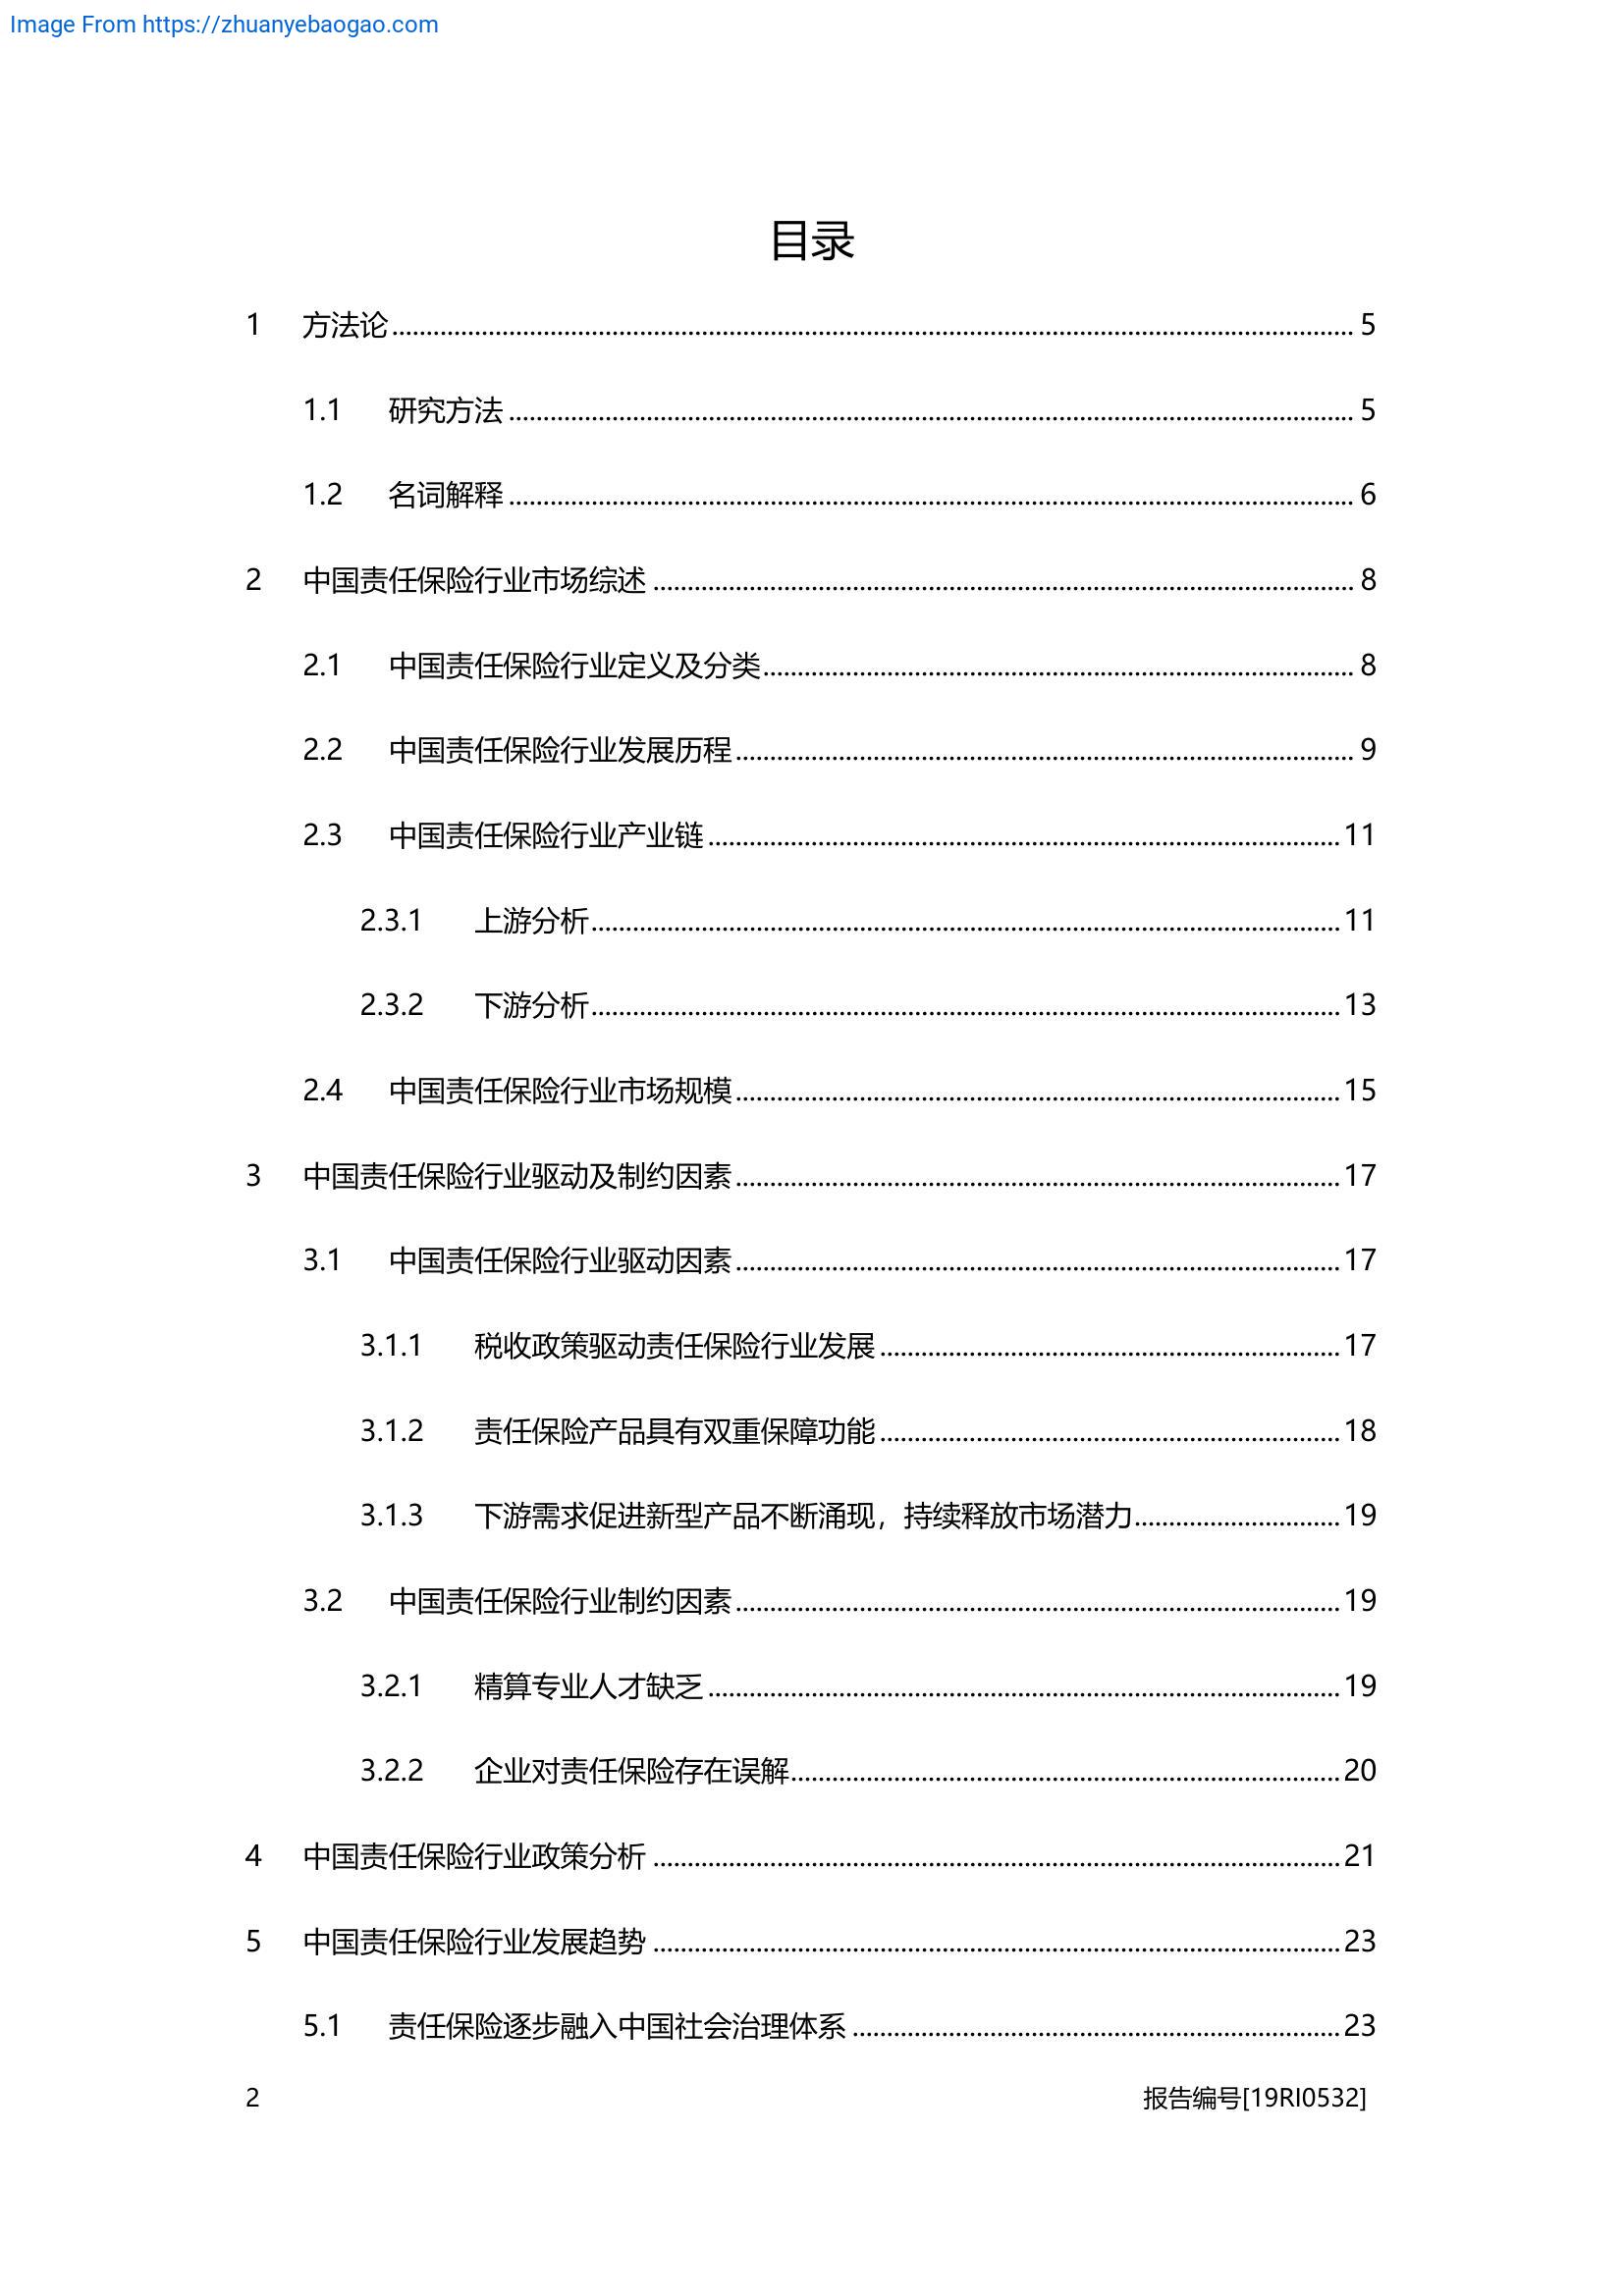 Image From https://zhuanyebaogao.com
目录
1 方法论 5
1.1 研究方法 5
1.2 名词解释 6
2 中国责任保险行业市场综述 8
2.1 中国责任保险行业定义及分类 8
2.2 中国责任保险行业发展历程 9
2.3 中国责任保险行业产业链 11
2.3.1 上游分析 11
2.3.2 下游分析 13
2.4 中国责任保险行业市场规模 15
3 中国责任保险行业驱动及制约因素 17
3.1 中国责任保险行业驱动因素 17
3.1.1 税收政策驱动责任保险行业发展 17
3.1.2 责任保险产品具有双重保障功能 18
3.1.3 下游需求促进新型产品不断涌现，持续释放市场潜力 19
3.2 中国责任保险行业制约因素 19
3.2.1 精算专业人才缺乏 19
3.2.2 企业对责任保险存在误解 20
4 中国责任保险行业政策分析 21
5 中国责任保险行业发展趋势 23
5.1 责任保险逐步融入中国社会治理体系 23
2 报告编号[19RI0532]